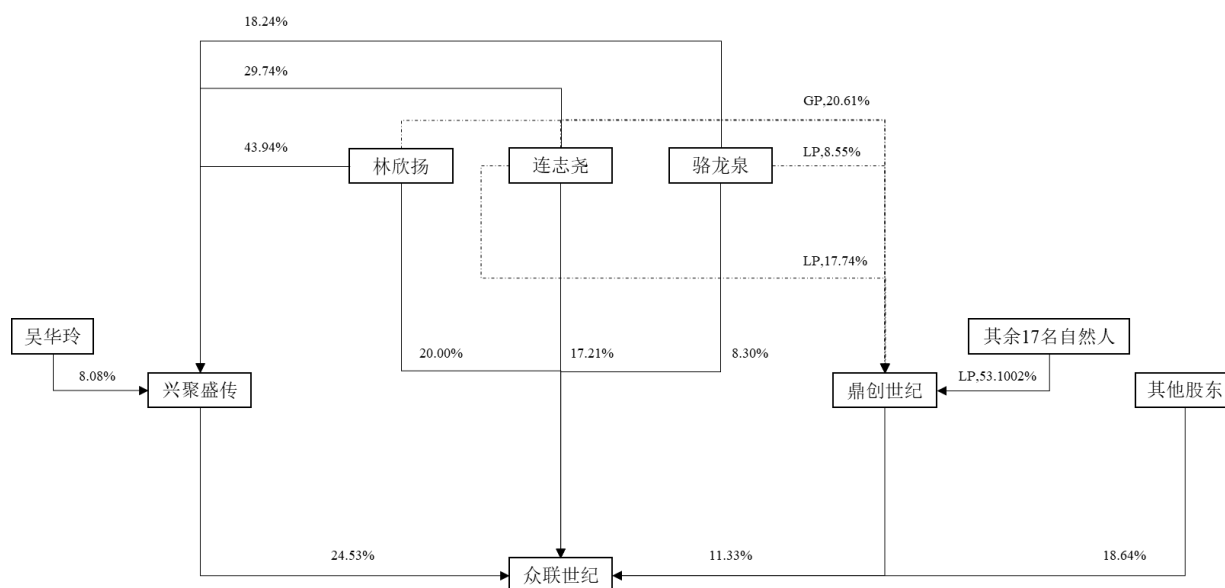 18.24%
29.74%
GP,20.61%
43.94%
LP,8.55%
林欣扬
连志尧
骆龙泉
LP,17.74%
吴华玲
其余17名自然人
20.00%
17.21%
8.30%
8.08%
兴聚盛传
鼎创世纪
LP,53.1002%
其他股东
24.53%
11.33%
18.64%
众联世纪